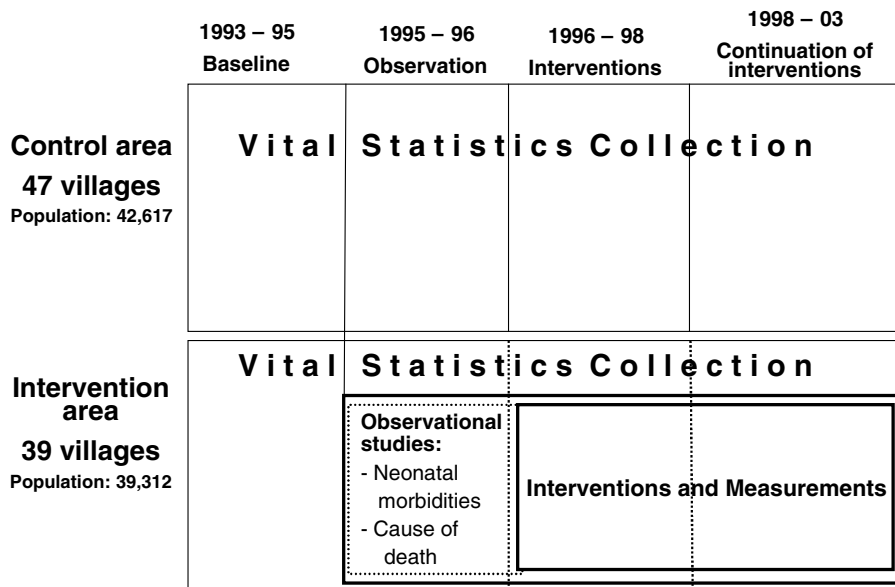 1993 – 95
Baseline
1995 – 96
Observation
1996 – 98
Interventions
1998 – 03
Continuation of
interventions
Control area
47 villages
Population: 42,617
Vital Statistics Collection
Intervention
area
39 villages
Population: 39,312
Vital Statistics Collection
Observational
studies:
- Neonatal
morbidities
- Cause of
death
Interventions and Measurements